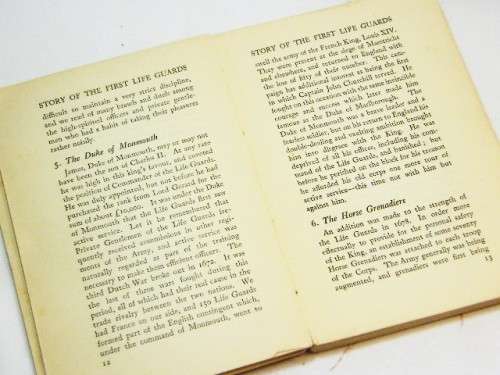 STORY OF THE FIRST LIFE GUARDS
difficult to maintain a very strict discipline,
and we read of many brawls and duels among
the high-spirited officers and private gentle-
men who had a habit of taking their pleasures
rather noisily.
5. The Duke of Monmouth
James, Duke of Monmouth, may or may not
have been the son of Charles II. At any rate
he was high in this king's favour, and coveted
the position of Commander of the Life Guards.
He was duly appointed, but not before he had
purchased the rank from Lord Gerard for the
sum of about £10,000. It was under the Duke
of Monmouth that the Life Guards first saw
active service. Let it be remembered that
Private Gentlemen of the Life Guards fre-
quently received commissions in other regi-
ments of the Army, and active service was
naturally regarded as part of the training
necessary to make them efficient officers. The
third Dutch War broke out in 1672. It was
the last of three wars fought during this
period, all of which had their real cause in the
trade rivalry between the two nations. We
had France on our side, and 150 Life Guards
formed part of the English contingent which,
under the command of Monmouth, went to
12
STORY OF THE FIRST LIFE GUARDS
swell the army of the French King, Louis XIV.
They were present at the siege of Maestricht
and elsewhere, and returned to England with
the loss of fifty of their number. This cam-
paign has additional interest as being the first
in which Captain John Churchill served. He
fought on this occasion with the same invincible
courage and success which later made him
famous as the Duke of Marlborough. The
Duke of Monmouth was a brave leader and a
fearless soldier, but on his return to England his
double-dealing and vaulting ambition brought
him into disgrace with the King. He was
deprived of all his offices, including his com-
mand of the Life Guards, and banished; but
before he perished on the block for his treason
he afforded his old corps one more tour of
active service—this time not with him but
against him.
6. The Horse Grenadiers
An addition was made to the strength of
the Life Guards in 1678. In order more
effectually to provide for the personal safety
of the King, an establishment of some seventy
Horse Grenadiers was attached to each troop
of the Corps. The Army generally was being
augmented, and grenadiers were first being
13